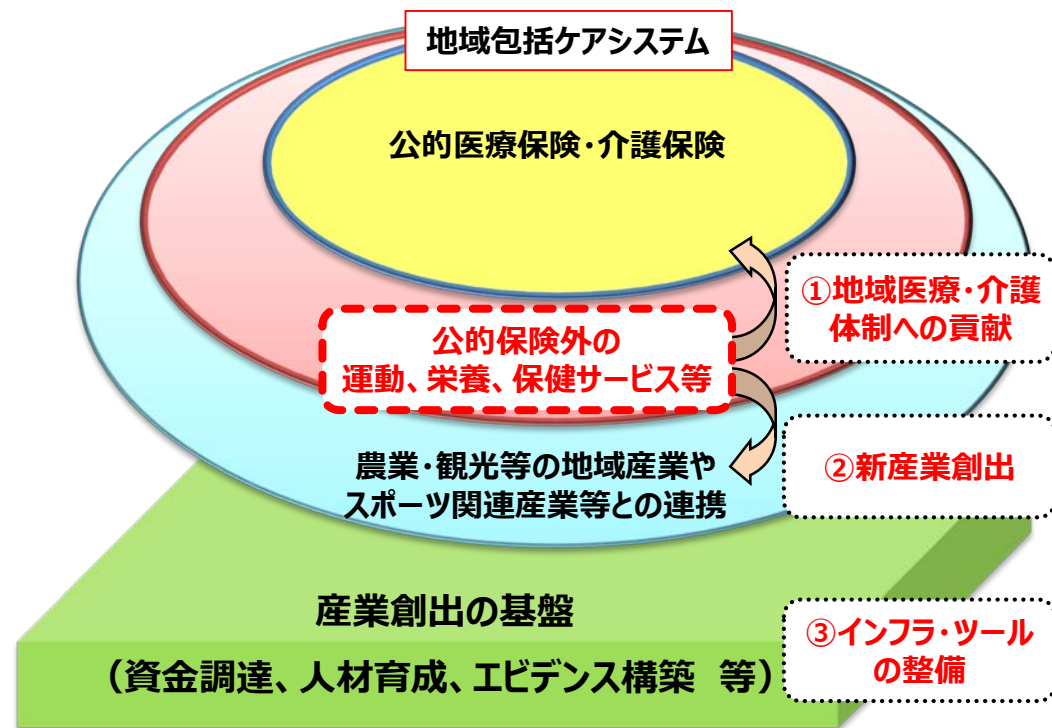 地域包括ケアシステム
公的医療保険・介護保険
①地域医療・介護
体制への貢献
公的保険外の
運動、栄養、保健サービス等
農業・観光等の地域産業や
スポーツ関連産業等との連携
②新産業創出
産業創出の基盤
（資金調達、人材育成、エビデンス構築 等）
③インフラ・ツール
の整備